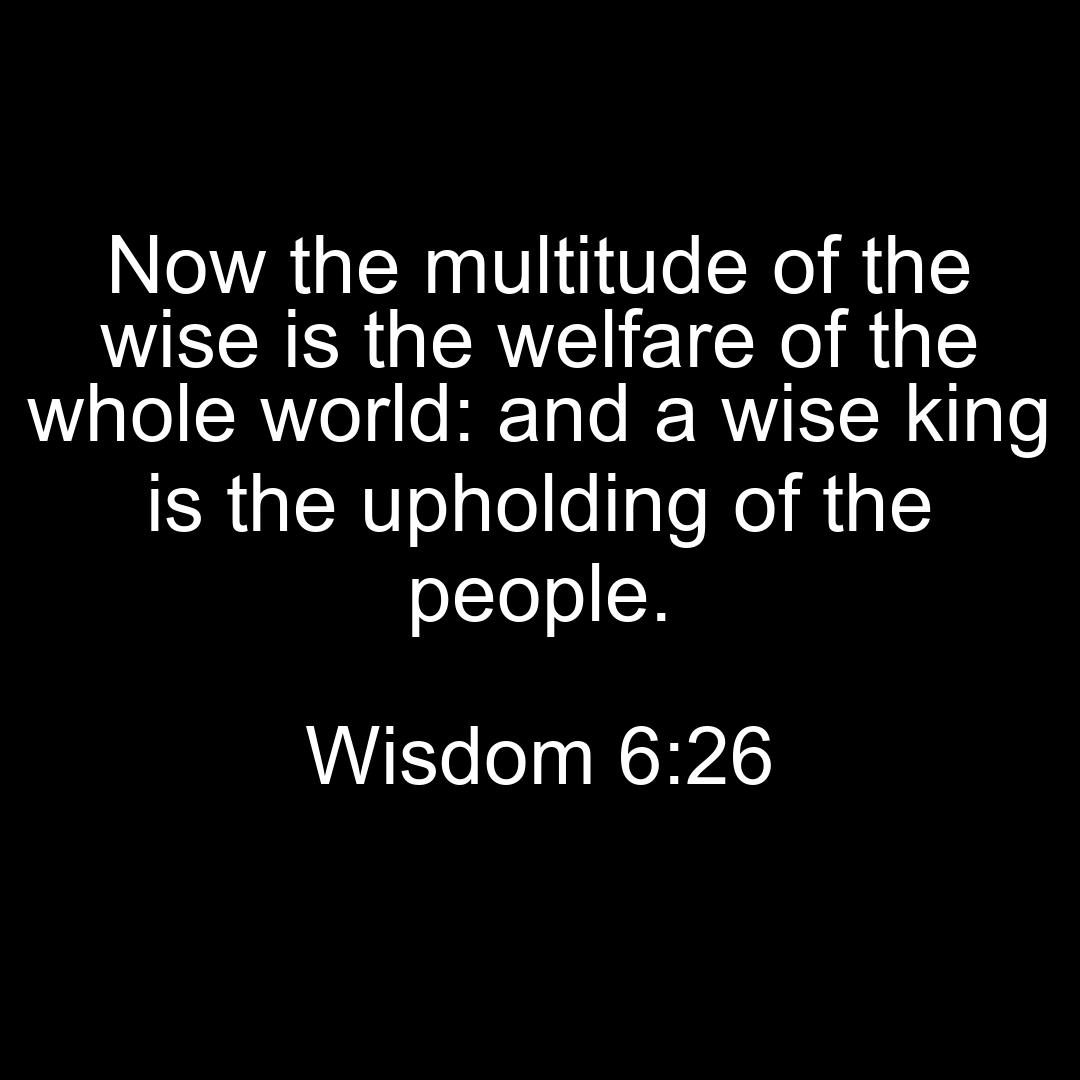 Now the multitude of the
wise is the welfare of the
whole world: and a wise king
is the upholding of the
people.
Wisdom 6:26